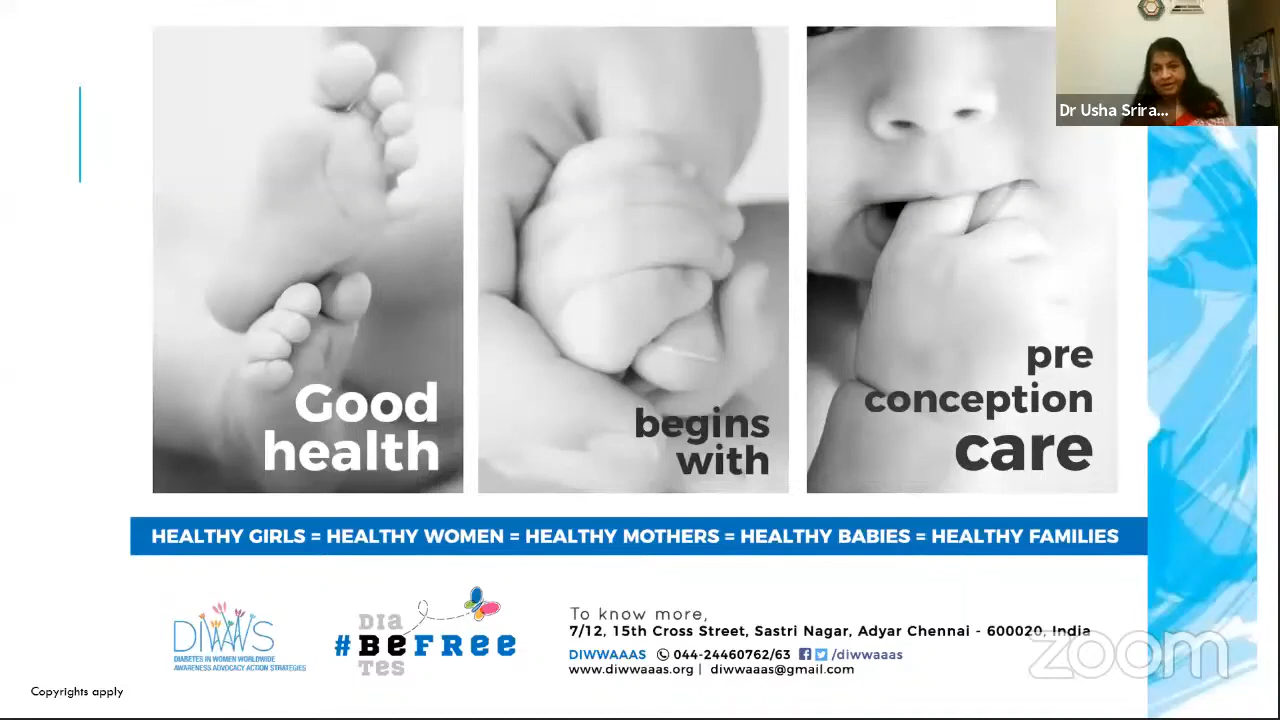 Dr Usha Srira...
Good
health
begins
with
pre
conception
care
HEALTHY GIRLS = HEALTHY WOMEN = HEALTHY MOTHERS = HEALTHY BABIES = HEALTHY FAMILIES
DIWAAS
DIABETES IN WOMEN WORLDWIDE
AWARENESS ADVOCACY ACTION STRATEGIES
DIA
#BEFREE
TES
To know more,
7/12, 15th Cross Street, Sastri Nagar, Adyar Chennai - 600020, India
DIWWAAAS 044-24460762/63 /diwwaaas
www.diwwaaas.org | diwwaaas@gmail.com
zoom
Copyrights apply